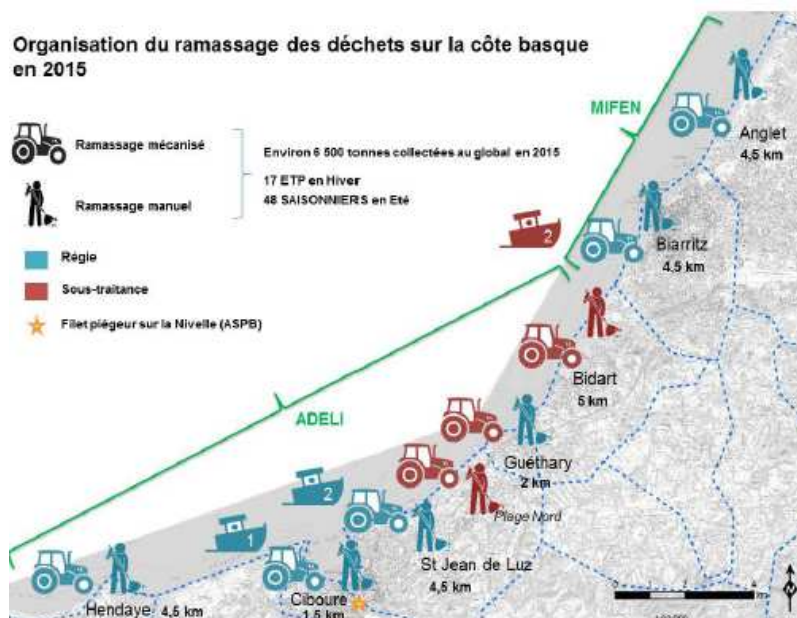 Organisation du ramassage des déchets sur la côte basque
en 2015
Ramassage mécanisé
Ramassage manuel
Environ 6 500 tonnes collectées au global en 2015
17 ETP en Hiver
48 SAISONNIERS en Eté
Régie
Sous-traitance
Filet piégeur sur la Nivelle (ASPB)
MIFEN
Anglet
4,5 km
2
Biarritz
4,5 km
Bidart
5 km
ADELI
Guéthary
2 km
Plage Nord
2
1
St Jean de Luz
4,5 km
Hendaye 4,5 km
Ciboure
1,5 km
0
4
N